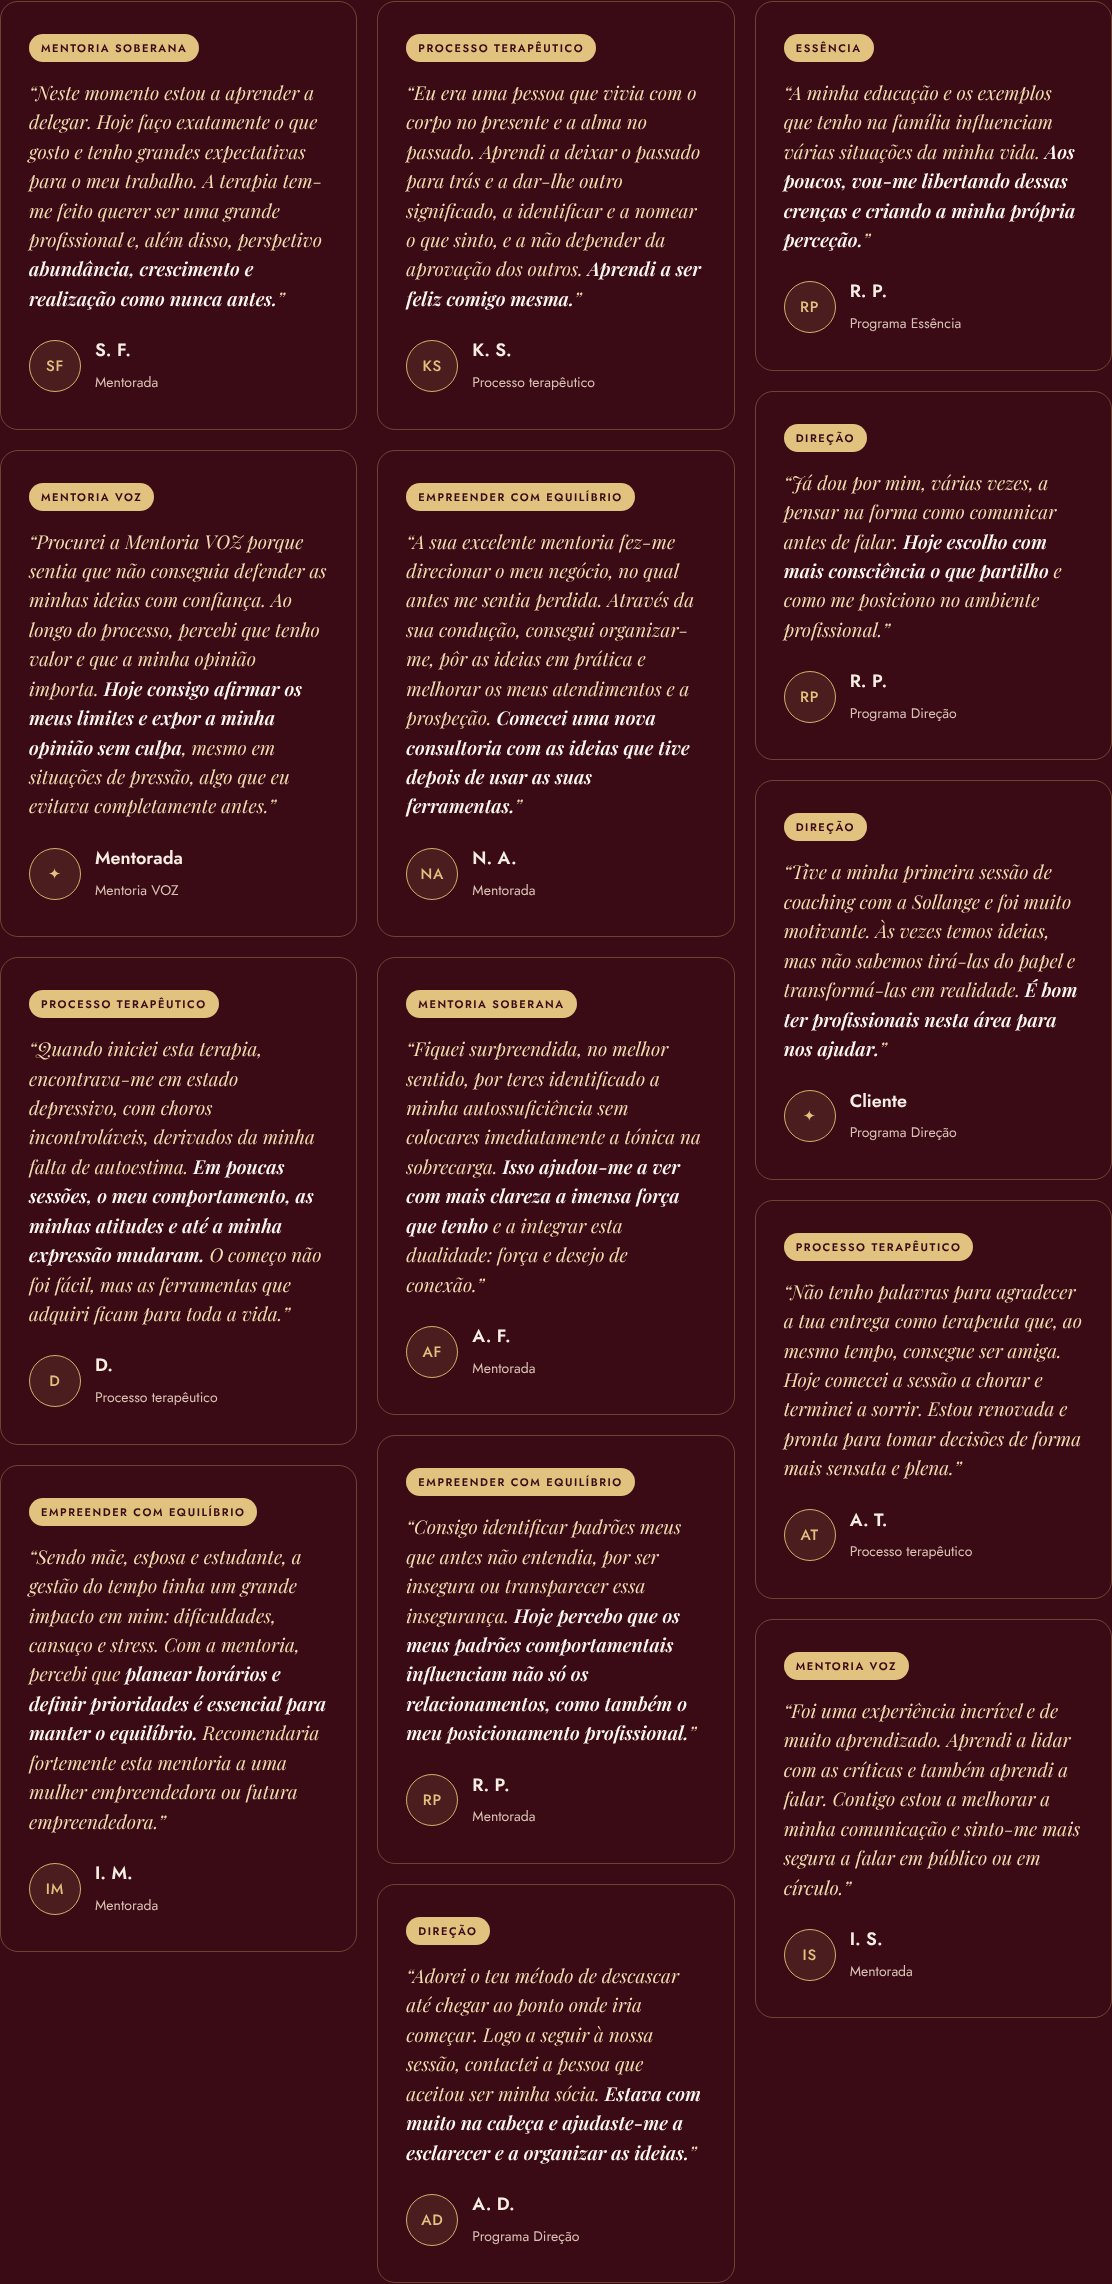 MENTORIA SOBERANA
“Neste momento estou a aprender a
delegar. Hoje faço exatamente o que
gosto e tenho grandes expectativas
para o meu trabalho. A terapia tem-
me feito querer ser uma grande
profissional e, além disso, perspetivo
abundância, crescimento e
realização como nunca antes.”
SF
S. F.
Mentorada
MENTORIA VOZ
“Procurei a Mentoria VOZ porque
sentia que não conseguia defender as
minhas ideias com confiança. Ao
longo do processo, percebi que tenho
valor e que a minha opinião
importa. Hoje consigo afirmar os
meus limites e expor a minha
opinião sem culpa, mesmo em
situações de pressão, algo que eu
evitava completamente antes.”
✦
Mentorada
Mentoria VOZ
PROCESSO TERAPÊUTICO
“Quando iniciei esta terapia,
encontrava-me em estado
depressivo, com choros
incontroláveis, derivados da minha
falta de autoestima. Em poucas
sessões, o meu comportamento, as
minhas atitudes e até a minha
expressão mudaram. O começo não
foi fácil, mas as ferramentas que
adquiri ficam para toda a vida.”
D
D.
Processo terapêutico
EMPREENDER COM EQUILÍBRIO
“Sendo mãe, esposa e estudante, a
gestão do tempo tinha um grande
impacto em mim: dificuldades,
cansaço e stress. Com a mentoria,
percebi que planear horários e
definir prioridades é essencial para
manter o equilíbrio. Recomendaria
fortemente esta mentoria a uma
mulher empreendedora ou futura
empreendedora.”
IM
I. M.
Mentorada
PROCESSO TERAPÊUTICO
“Eu era uma pessoa que vivia com o
corpo no presente e a alma no
passado. Aprendi a deixar o passado
para trás e a dar-lhe outro
significado, a identificar e a nomear
o que sinto, e a não depender da
aprovação dos outros. Aprendi a ser
feliz comigo mesma.”
KS
K. S.
Processo terapêutico
EMPREENDER COM EQUILÍBRIO
“A sua excelente mentoria fez-me
direcionar o meu negócio, no qual
antes me sentia perdida. Através da
sua condução, consegui organizar-
me, pôr as ideias em prática e
melhorar os meus atendimentos e a
prospeção. Comecei uma nova
consultoria com as ideias que tive
depois de usar as suas
ferramentas.”
NA
N. A.
Mentorada
MENTORIA SOBERANA
“Fiquei surpreendida, no melhor
sentido, por teres identificado a
minha autossuficiência sem
colocares imediatamente a tónica na
sobrecarga. Isso ajudou-me a ver
com mais clareza a imensa força
que tenho e a integrar esta
dualidade: força e desejo de
conexão.”
AF
A. F.
Mentorada
EMPREENDER COM EQUILÍBRIO
“Consigo identificar padrões meus
que antes não entendia, por ser
insegura ou transparecer essa
insegurança. Hoje percebo que os
meus padrões comportamentais
influenciam não só os
relacionamentos, como também o
meu posicionamento profissional.”
RP
R. P.
Mentorada
DIREÇÃO
“Adorei o teu método de descascar
até chegar ao ponto onde iria
começar. Logo a seguir à nossa
sessão, contactei a pessoa que
aceitou ser minha sócia. Estava com
muito na cabeça e ajudaste-me a
esclarecer e a organizar as ideias.”
AD
A. D.
Programa Direção
ESSÊNCIA
“A minha educação e os exemplos
que tenho na família influenciam
várias situações da minha vida. Aos
poucos, vou-me libertando dessas
crenças e criando a minha própria
perceção.”
RP
R. P.
Programa Essência
DIREÇÃO
“Já dou por mim, várias vezes, a
pensar na forma como comunicar
antes de falar. Hoje escolho com
mais consciência o que partilho e
como me posiciono no ambiente
profissional.”
RP
R. P.
Programa Direção
DIREÇÃO
“Tive a minha primeira sessão de
coaching com a Sollange e foi muito
motivante. Às vezes temos ideias,
mas não sabemos tirá-las do papel e
transformá-las em realidade. É bom
ter profissionais nesta área para
nos ajudar.”
✦
Cliente
Programa Direção
PROCESSO TERAPÊUTICO
“Não tenho palavras para agradecer
a tua entrega como terapeuta que, ao
mesmo tempo, consegue ser amiga.
Hoje comecei a sessão a chorar e
terminei a sorrir. Estou renovada e
pronta para tomar decisões de forma
mais sensata e plena.”
AT
A. T.
Processo terapêutico
MENTORIA VOZ
“Foi uma experiência incrível e de
muito aprendizado. Aprendi a lidar
com as críticas e também aprendi a
falar. Contigo estou a melhorar a
minha comunicação e sinto-me mais
segura a falar em público ou em
círculo.”
IS
I. S.
Mentorada